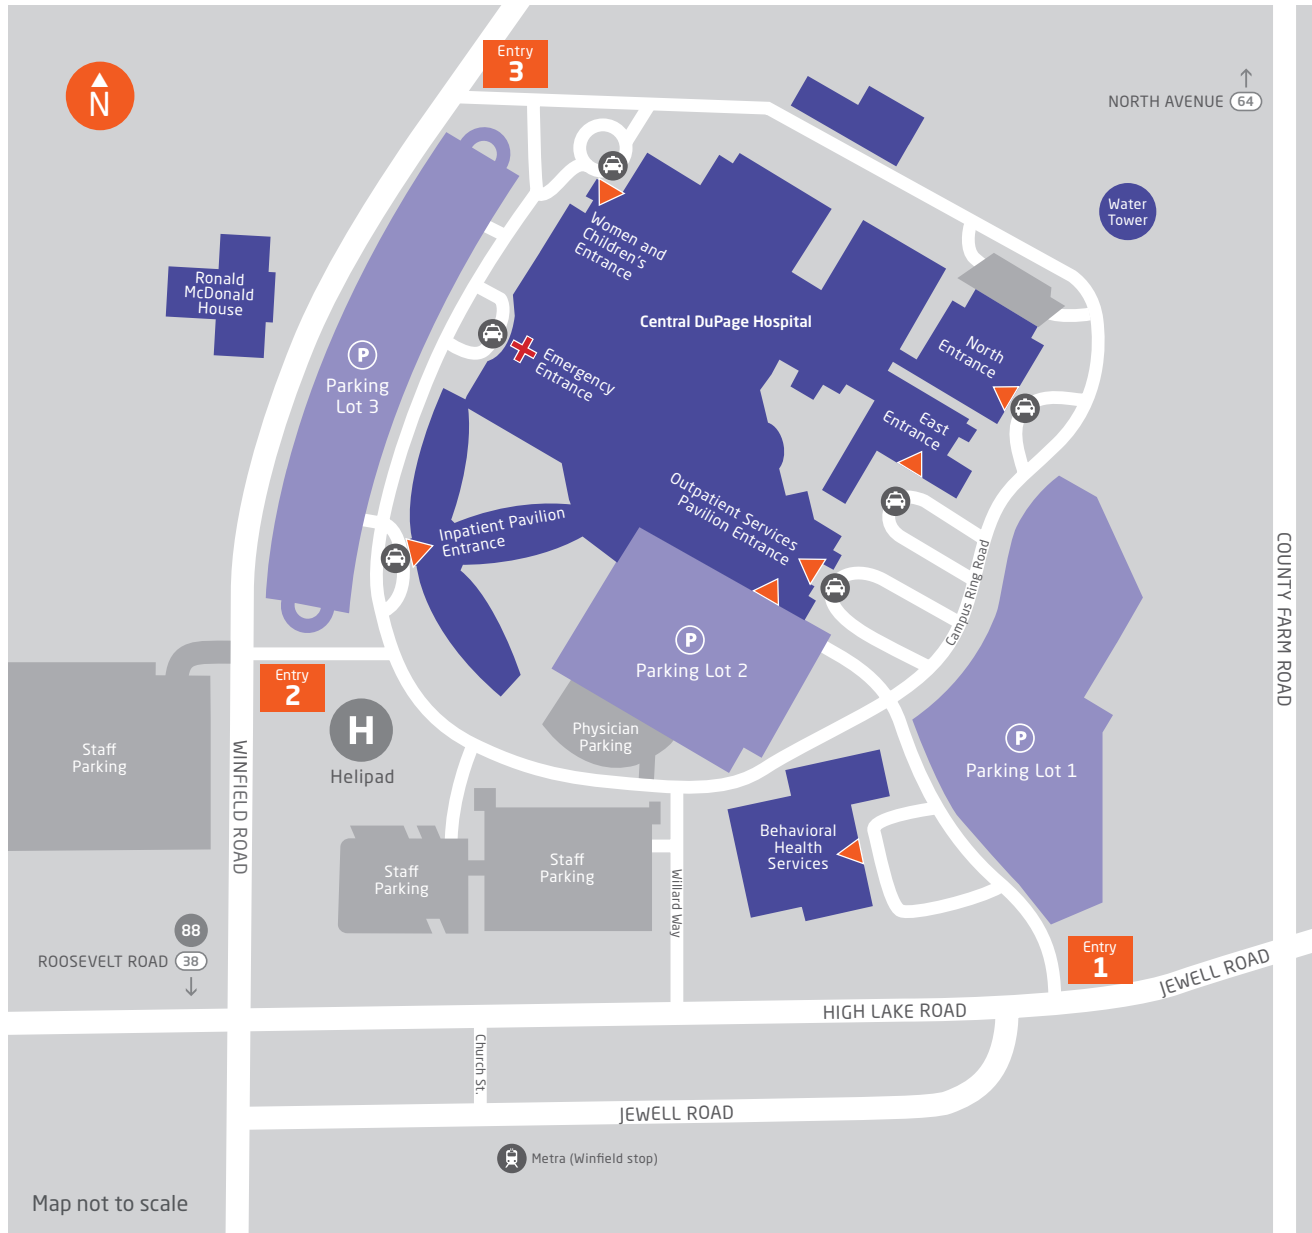 Entry
3
N
NORTH AVENUE 64
Water
Tower
Women and
Children's
Entrance
Ronald
McDonald
House
Central DuPage Hospital
North
Entrance
P
Parking
Lot 3
Emergency
Entrance
East
Entrance
Outpatient Services
Pavilion Entrance
Inpatient Pavilion
Entrance
Campus Ring Road
COUNTY FARM ROAD
P
Parking Lot 2
Entry
2
H
Helipad
Physician
Parking
P
Parking Lot 1
Staff
Parking
WINFIELD ROAD
Behavioral
Health
Services
Staff
Parking
Staff
Parking
Willard Way
88
ROOSEVELT ROAD 38
Entry
1
JEWELL ROAD
HIGH LAKE ROAD
Church St.
JEWELL ROAD
Metra (Winfield stop)
Map not to scale